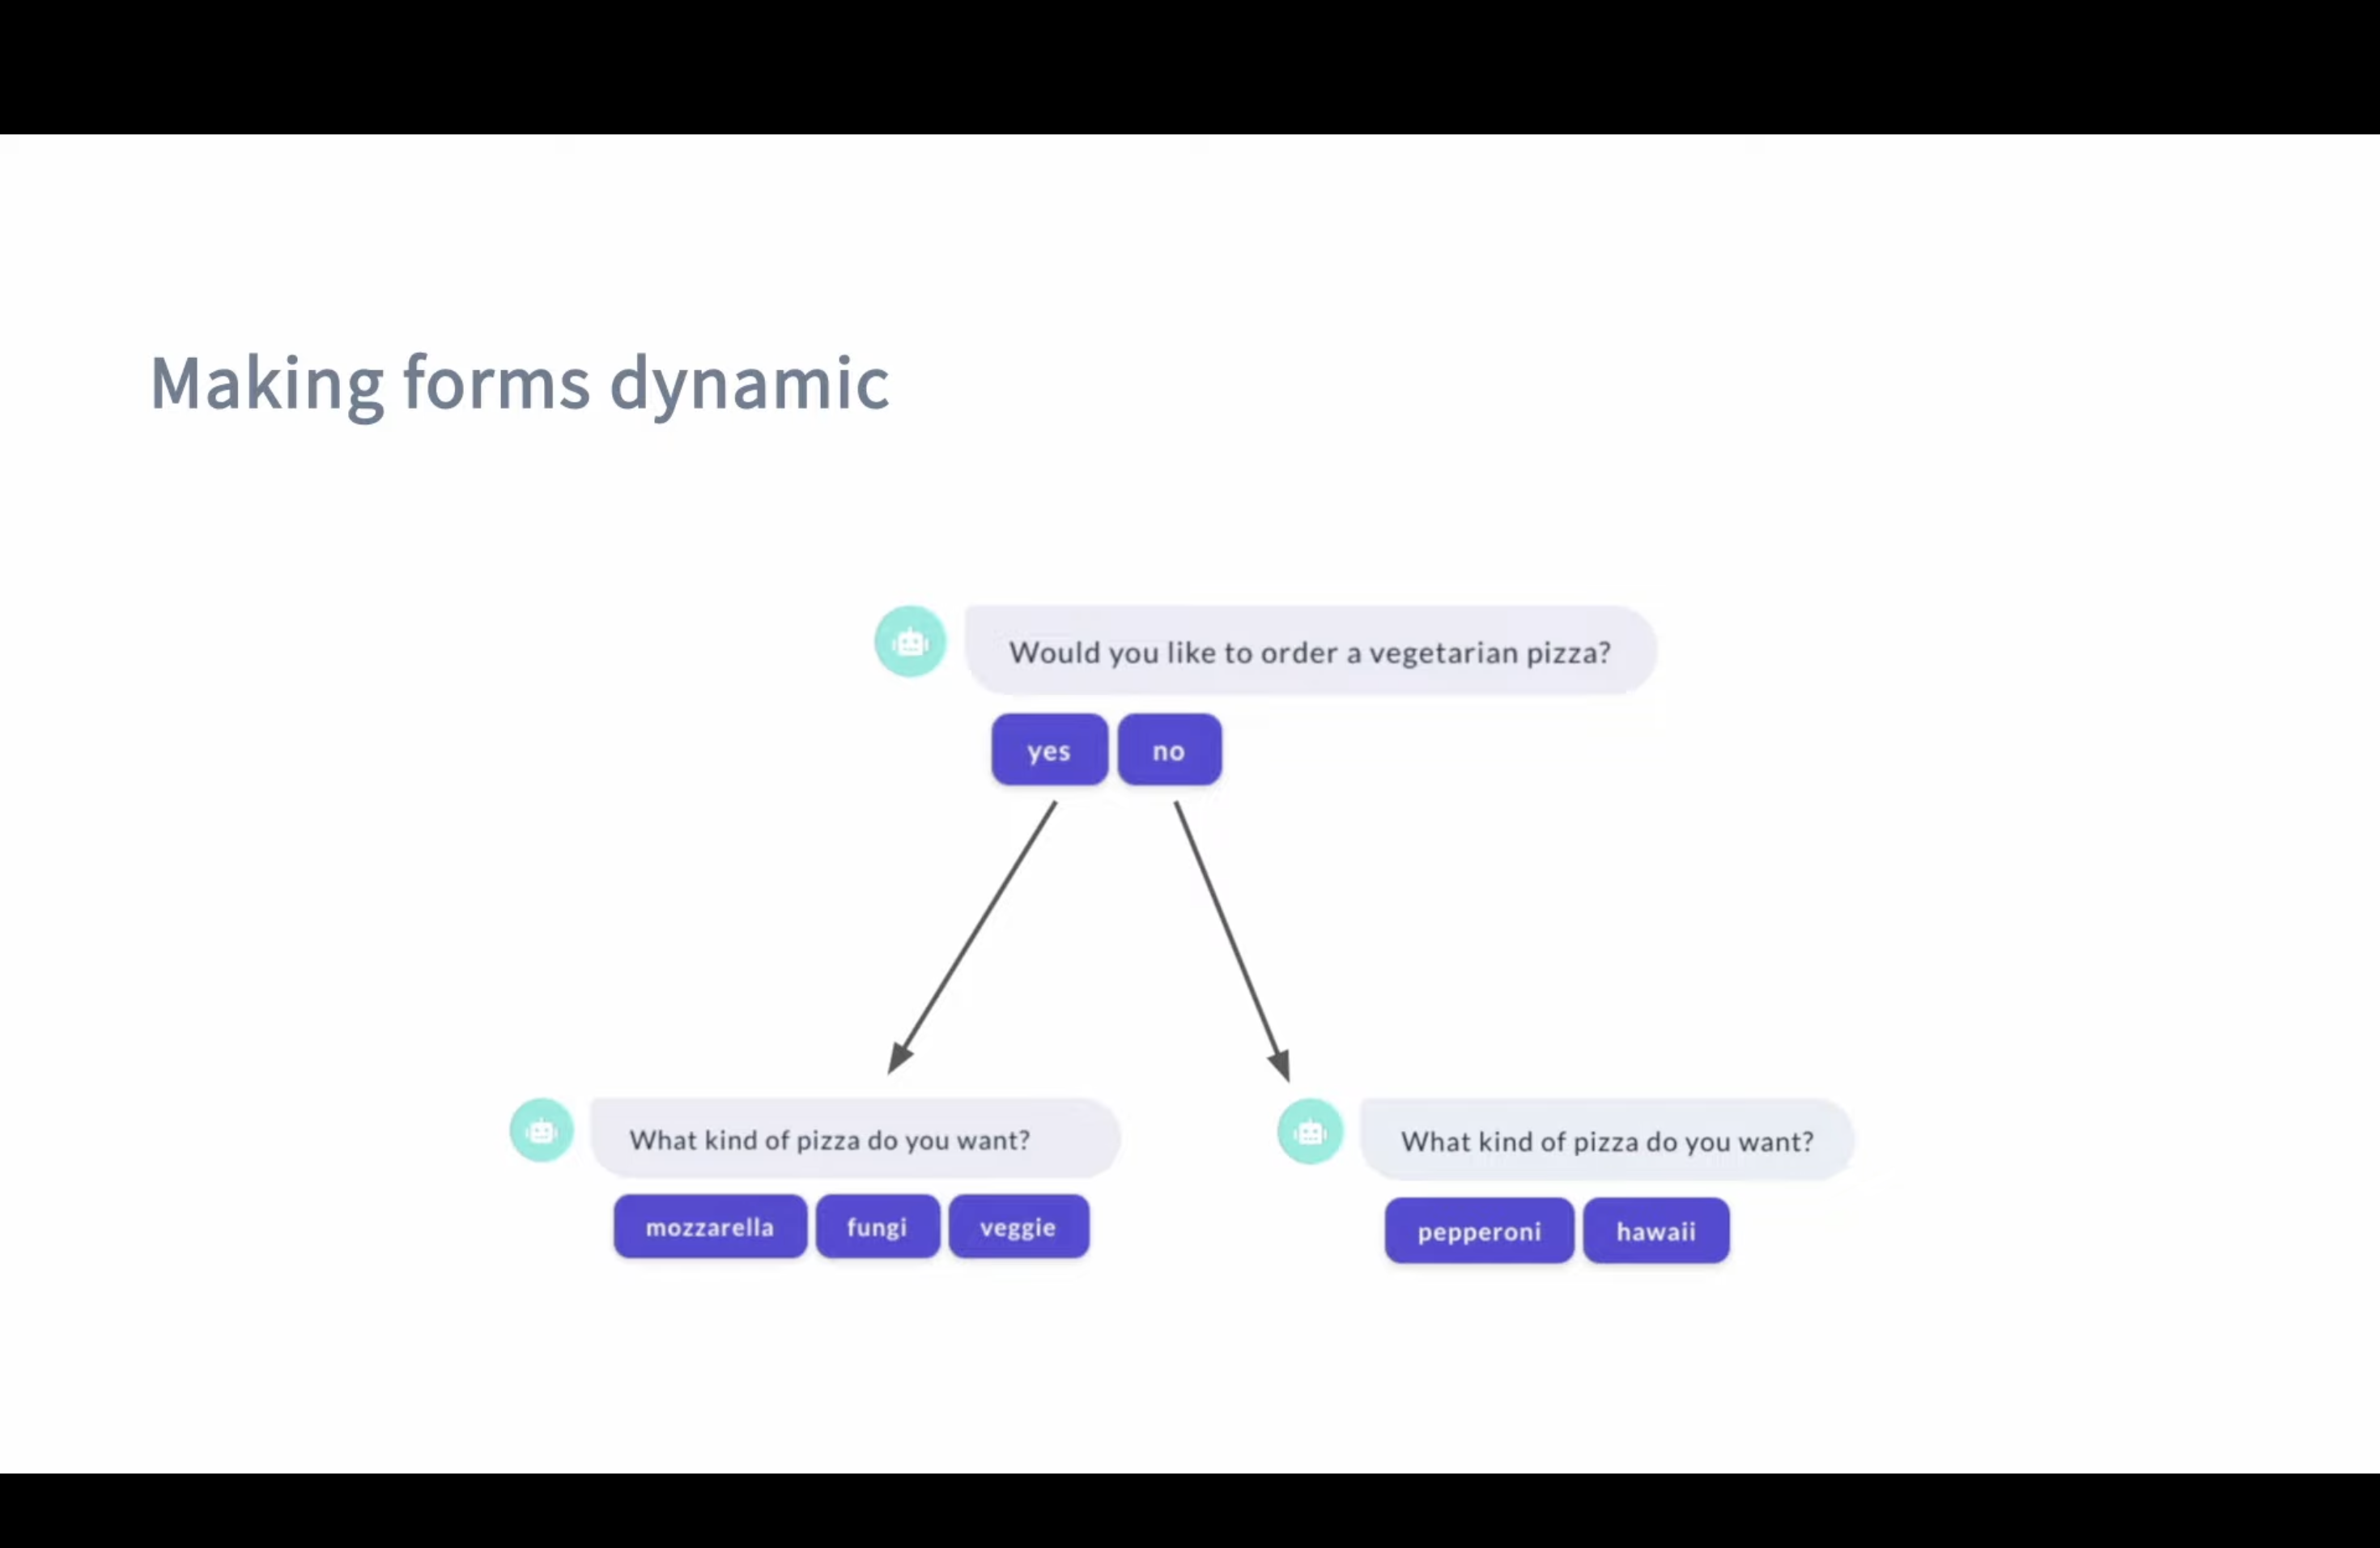 Making forms dynamic
Would you like to order a vegetarian pizza?
yes no
What kind of pizza do you want?
mozzarella fungi veggie
What kind of pizza do you want?
pepperoni hawaii